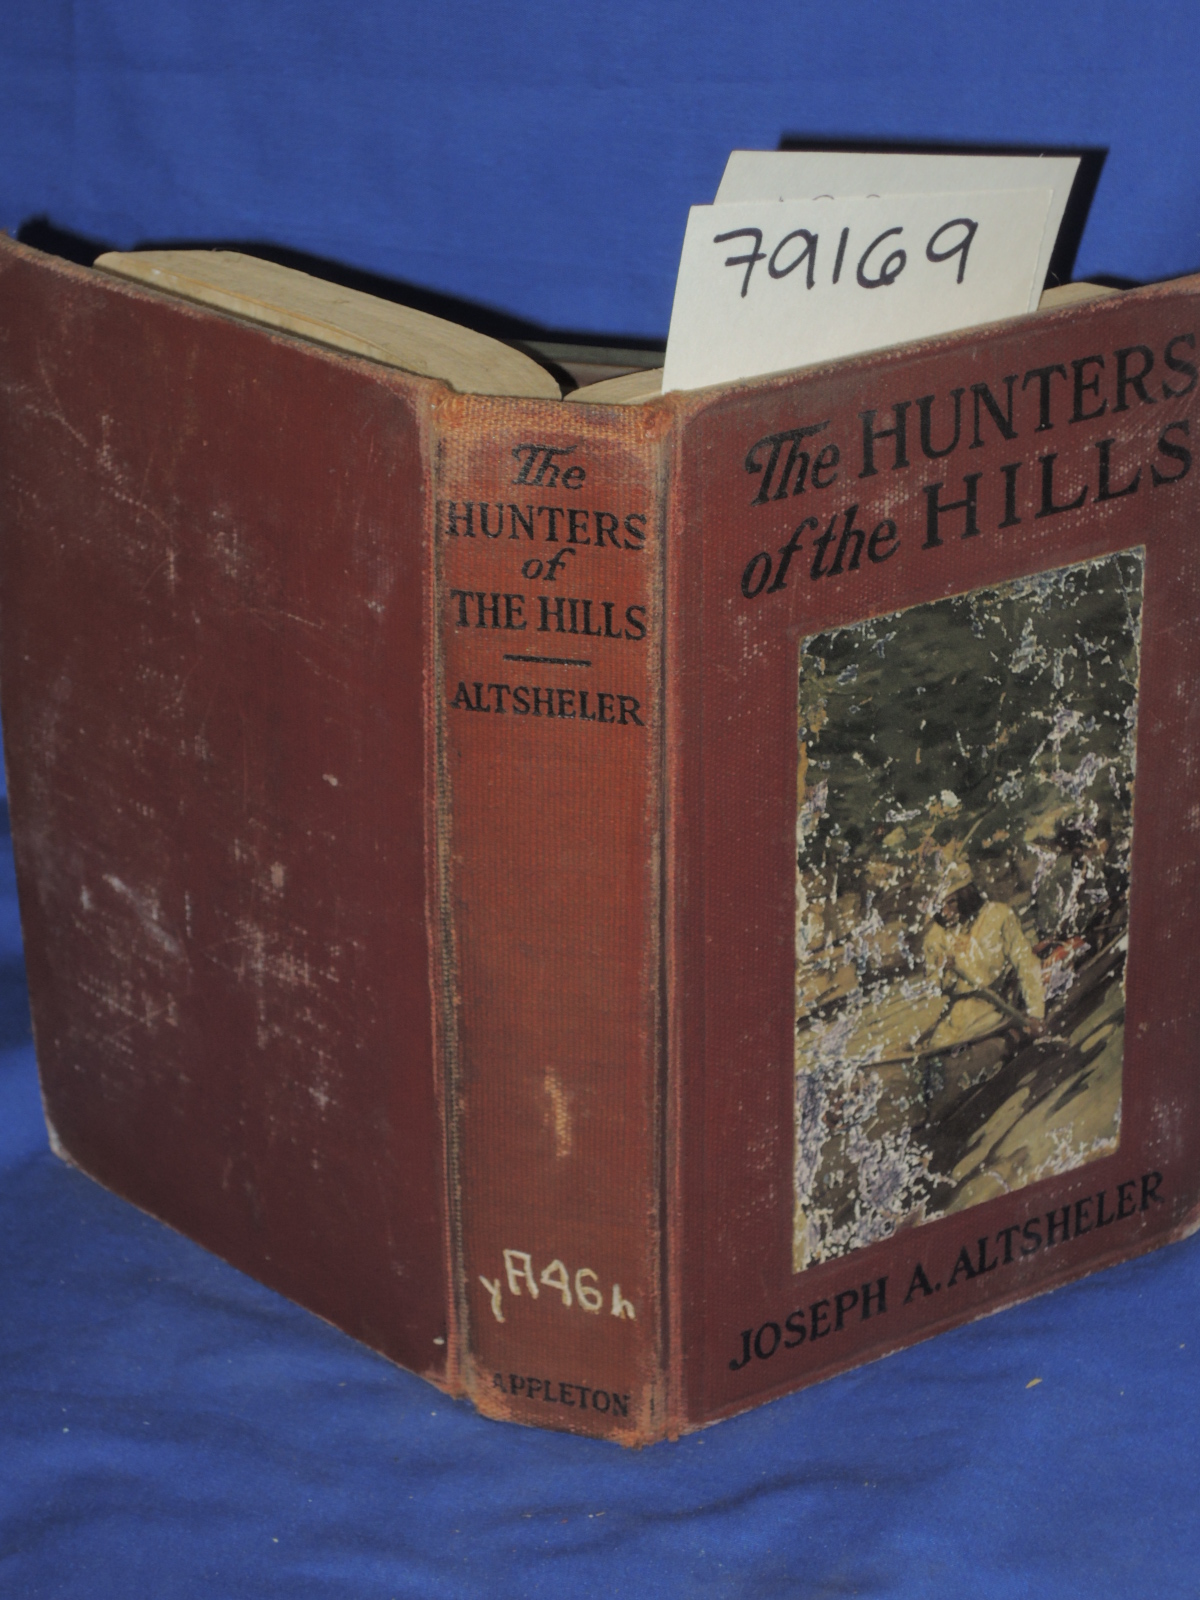 79169
The
HUNTERS
of
THE HILLS
ALTSHELER
yA46h
APPLETON
The HUNTERS
of the HILLS
JOSEPH A. ALTSHELER